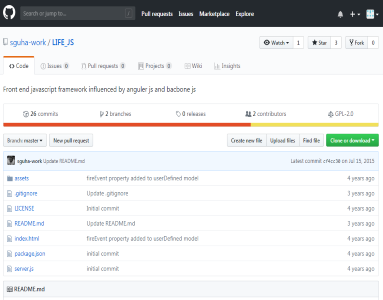 Search or jump to...
/
Pull requests Issues Marketplace Explore
sguha-work / LIFE_JS
Watch 1 Star 3 Fork 0
Code Issues 0 Pull requests 0 Projects 0 Wiki Insights
Front end javascript framework influenced by anguler js and bacbone js
26 commits 2 branches 0 releases 2 contributors GPL-2.0
Branch: master New pull request Create new file Upload files Find file Clone or download
sguha-work Update README.md Latest commit on Jul 15, 2015
assets fireEvent property added to userDefined model 4 years ago
.gitignore Update .gitignore 3 years ago
LICENSE Initial commit 4 years ago
README.md Update README.md 3 years ago
index.html fireEvent property added to userDefined model 4 years ago
package.json initial commit 4 years ago
server.js initial commit 4 years ago
README.md